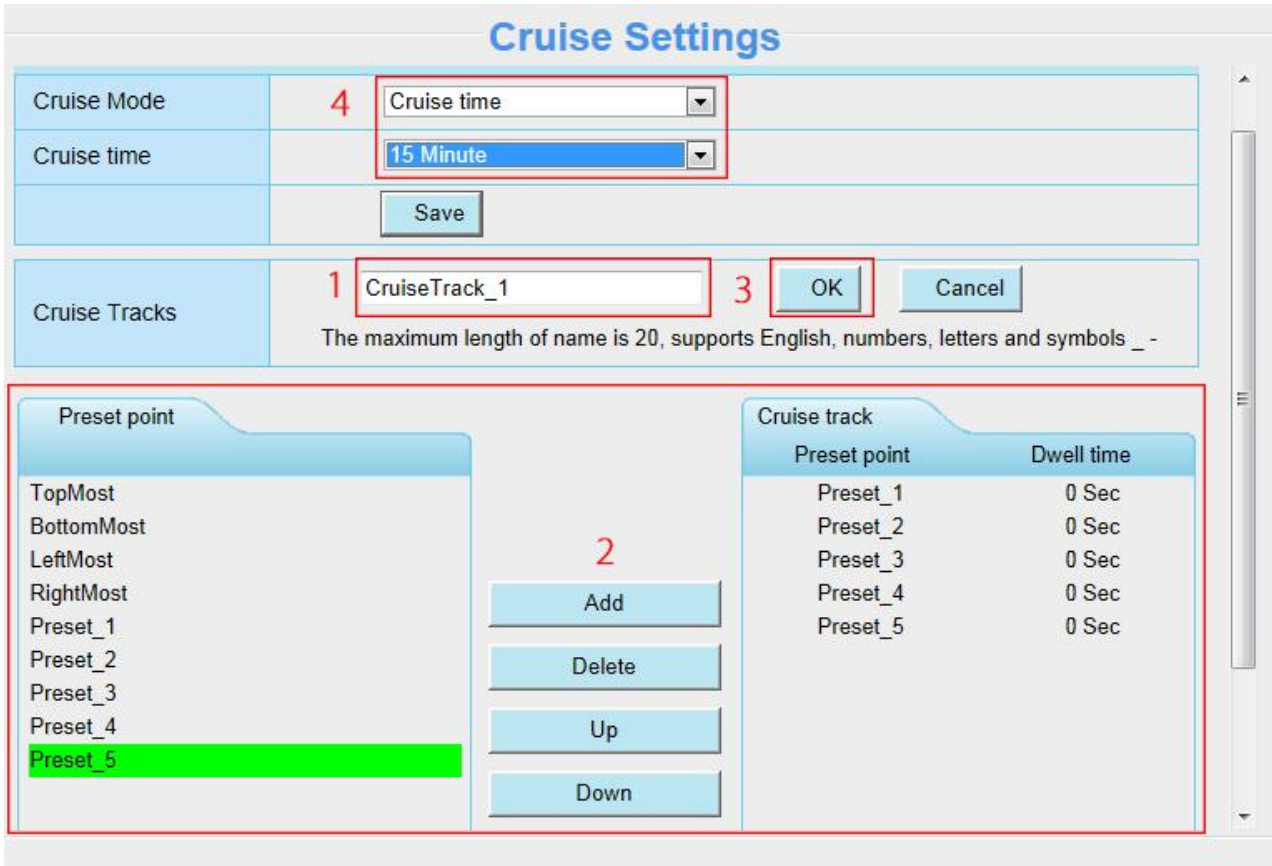 Cruise Settings
Cruise Mode 4 Cruise time
Cruise time 15 Minute
Save
Cruise Tracks 1 CruiseTrack_1 3 OK Cancel
The maximum length of name is 20, supports English, numbers, letters and symbols _ -
Preset point
TopMost
BottomMost
LeftMost
RightMost
Preset_1
Preset_2
Preset_3
Preset_4
Preset_5
2
Add
Delete
Up
Down
Cruise track
Preset point Dwell time
Preset_1 0 Sec
Preset_2 0 Sec
Preset_3 0 Sec
Preset_4 0 Sec
Preset_5 0 Sec